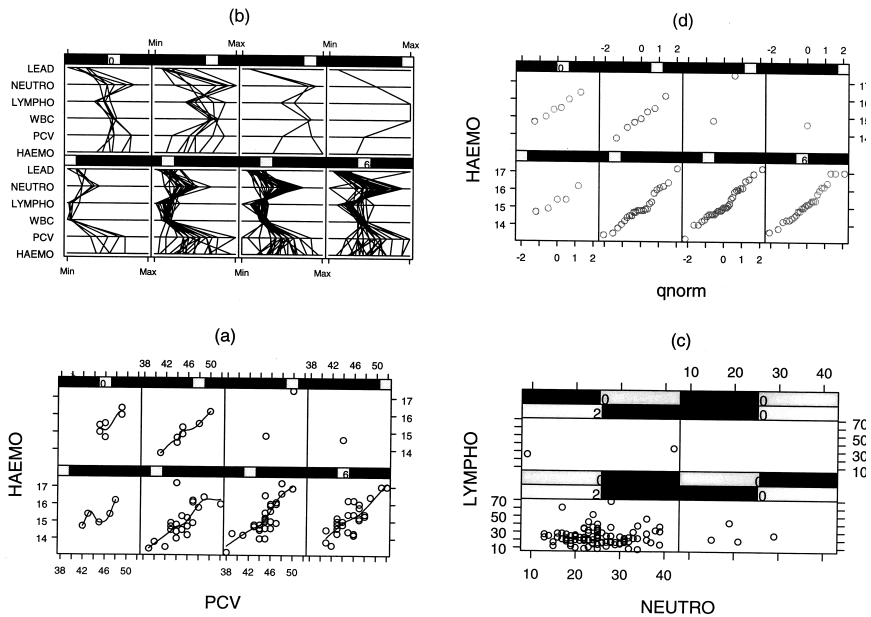 (b)
Min Max Min Max
0
LEAD
NEUTRO
LYMPHO
WBC
PCV
HAEMO
6
LEAD
NEUTRO
LYMPHO
WBC
PCV
HAEMO
Min Max Min Max
(d)
-2 0 1 2 -2 0 1 2
0
17
16
15
14
HAEMO
6
17
16
15
14
-2 0 1 2 -2 0 1 2
qnorm
(a)
38 42 46 50 38 42 46 50
0
17
16
15
14
HAEMO
6
17
16
15
14
38 42 46 50 38 42 46 50
PCV
(c)
10 20 30 40
0 0
2 0
70
50
30
10
LYMPHO
0 0
2 0
70
50
30
10
10 20 30 40
NEUTRO